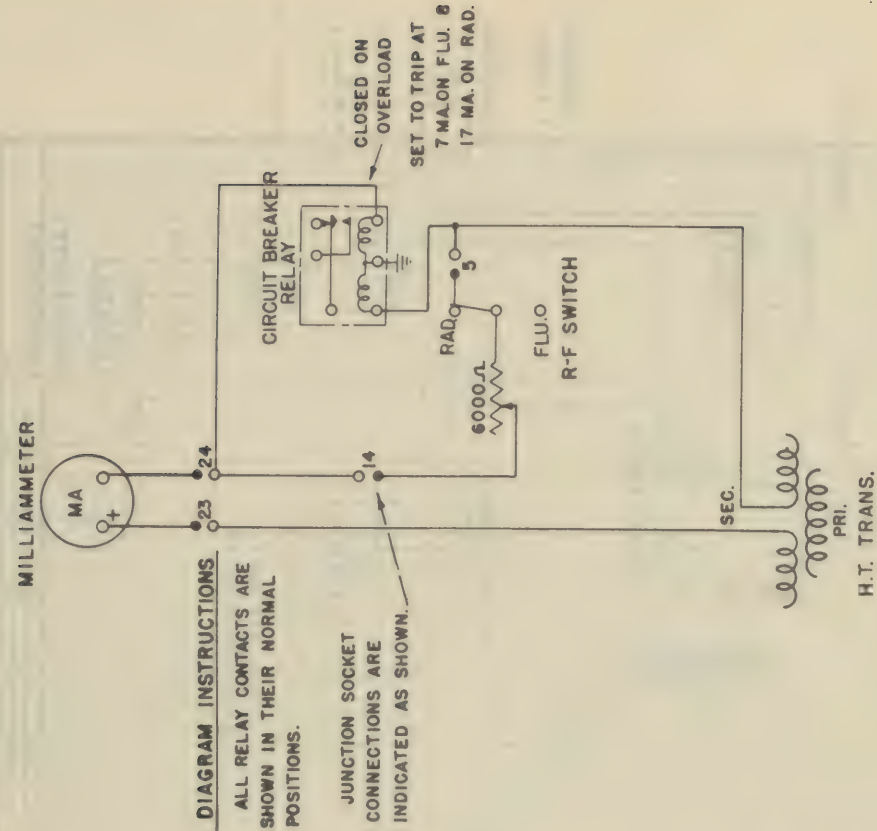 MILLIAMMETER
MA
+
23
24
DIAGRAM INSTRUCTIONS
ALL RELAY CONTACTS ARE
SHOWN IN THEIR NORMAL
POSITIONS.
JUNCTION SOCKET
CONNECTIONS ARE
INDICATED AS SHOWN.
14
CIRCUIT BREAKER
RELAY
CLOSED ON
OVERLOAD
SET TO TRIP AT
7 MA. ON FLU. &
17 MA. ON RAD.
5
RAD.
6000Ω
FLU.
R-F SWITCH
SEC.
PRI.
H.T. TRANS.